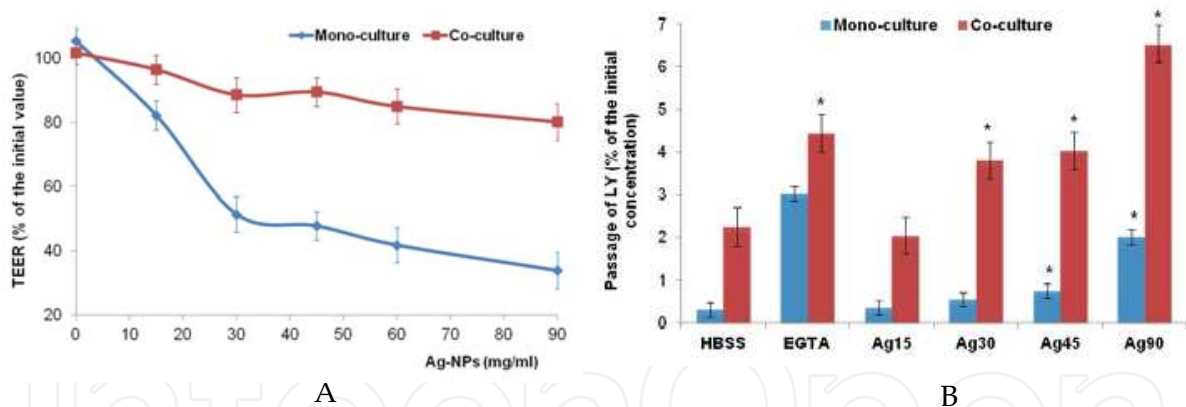 Mono-culture Co-culture
100
80
60
40
20
0 10 20 30 40 50 60 70 80 90
TEER (% of the initial value)
Ag-NPs (mg/ml)
A
Mono-culture Co-culture
7
6
5
4
3
2
1
0
* * * * * *
HBSS EGTA Ag15 Ag30 Ag45 Ag90
Passage of LY (% of the initial
concentration)
B